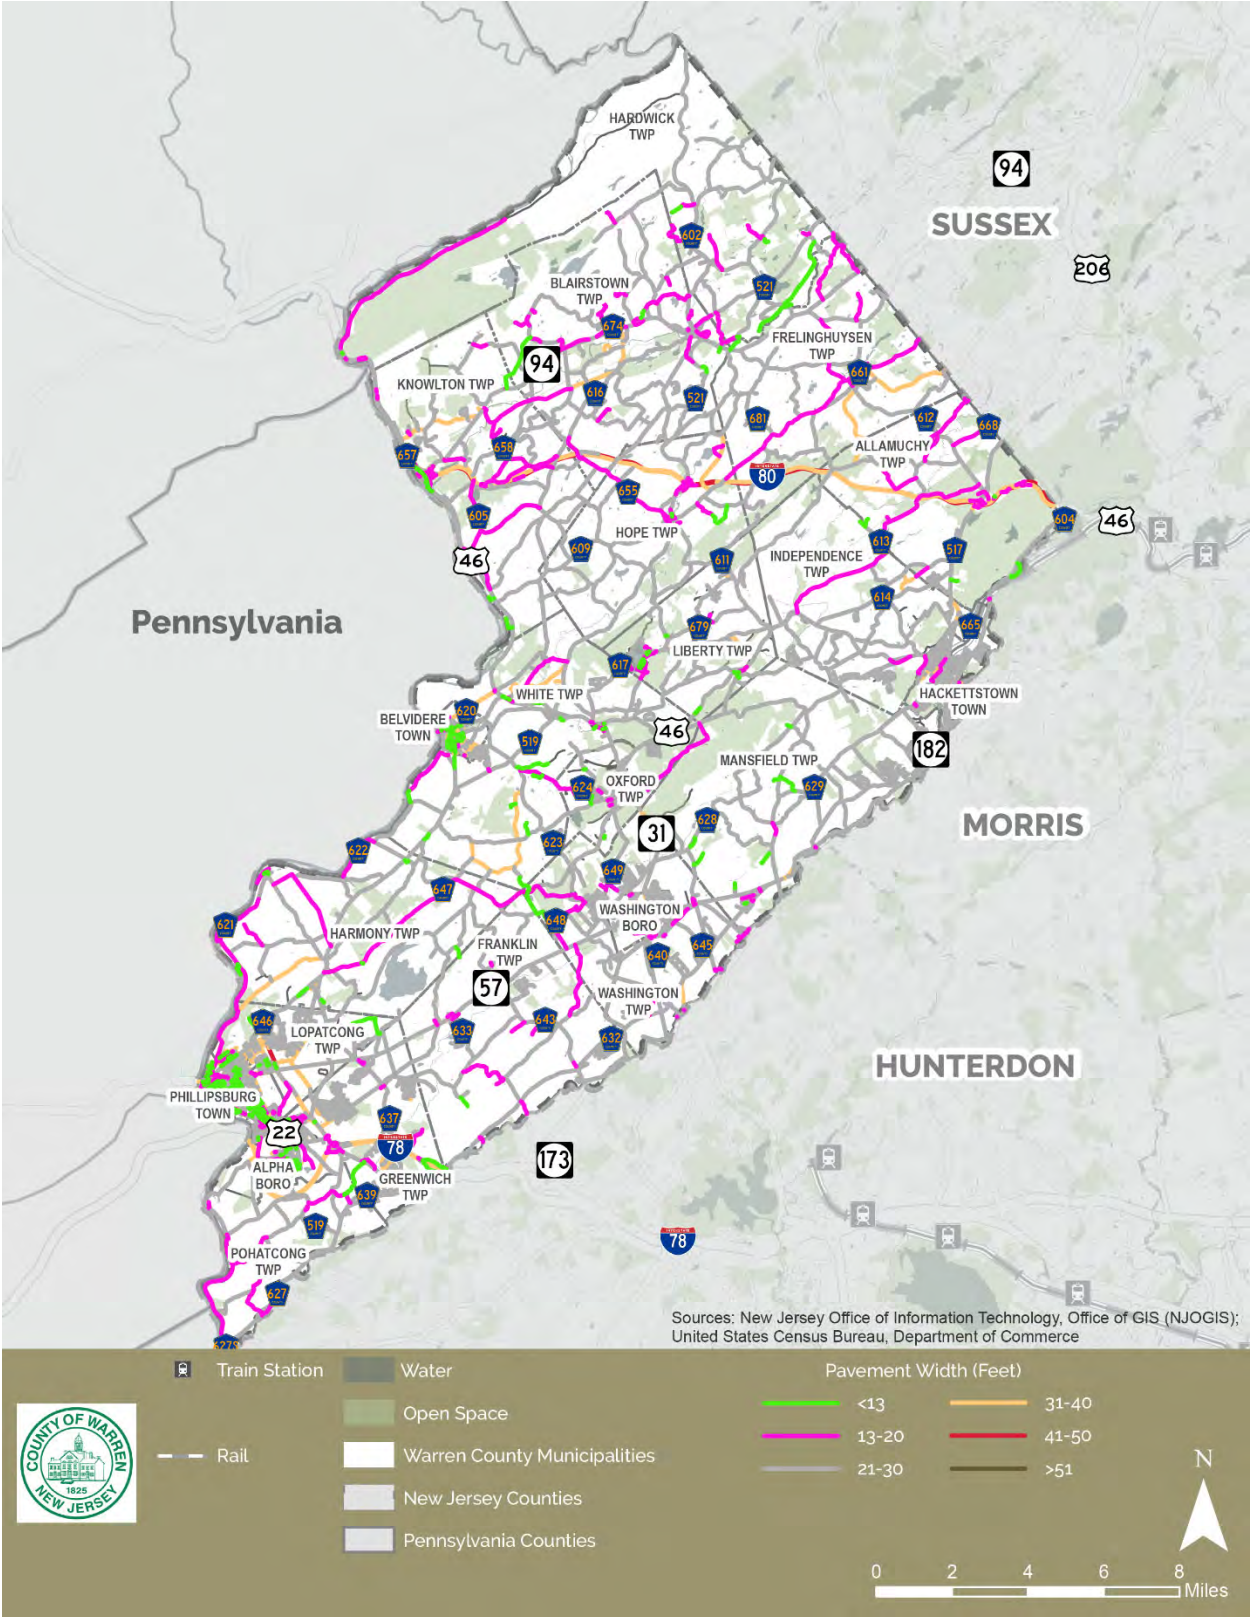 HARDWICK
TWP
94
SUSSEX
206
602
BLAIRSTOWN
TWP
521
674
FRELINGHUYSEN
TWP
94
661
KNOWLTON TWP
616
521
681
612
668
657
658
ALLAMUCHY
TWP
INTERSTATE
80
655
605
604
46
HOPE TWP
613
517
46
609
611
INDEPENDENCE
TWP
614
Pennsylvania
679
665
LIBERTY TWP
617
WHITE TWP
HACKETTSTOWN
TOWN
620
BELVIDERE
TOWN
46
519
182
MANSFIELD TWP
OXFORD
TWP
624
629
31
628
MORRIS
622
623
649
647
621
WASHINGTON
BORO
648
HARMONY TWP
FRANKLIN
TWP
645
640
57
WASHINGTON
TWP
646
LOPATCONG
TWP
633
643
632
HUNTERDON
PHILLIPSBURG
TOWN
22
637
INTERSTATE
78
173
ALPHA
BORO
GREENWICH
TWP
639
519
78
POHATCONG
TWP
627
627S
Sources: New Jersey Office of Information Technology, Office of GIS (NJOGIS);
United States Census Bureau, Department of Commerce
Train Station
Water
Pavement Width (Feet)
Open Space
<13
31-40
COUNTY OF WARREN
1825
NEW JERSEY
Rail
Warren County Municipalities
13-20
41-50
21-30
>51
New Jersey Counties
Pennsylvania Counties
N
0 2 4 6 8
Miles